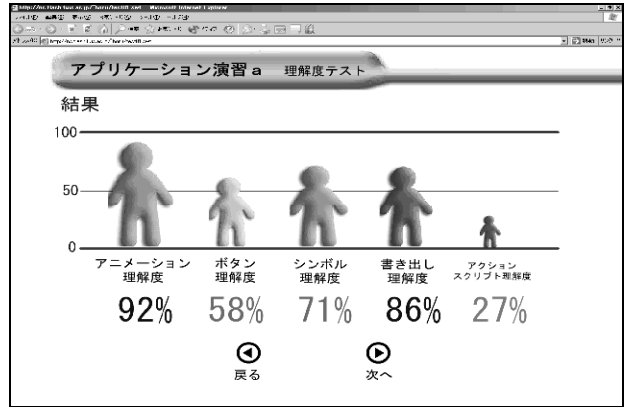 アプリケーション演習a 理解度テスト
結果
100
50
0
アニメーション
理解度
ボタン
理解度
シンボル
理解度
書き出し
理解度
アクション
スクリプト理解度
92%
58%
71%
86%
27%
戻る
次へ